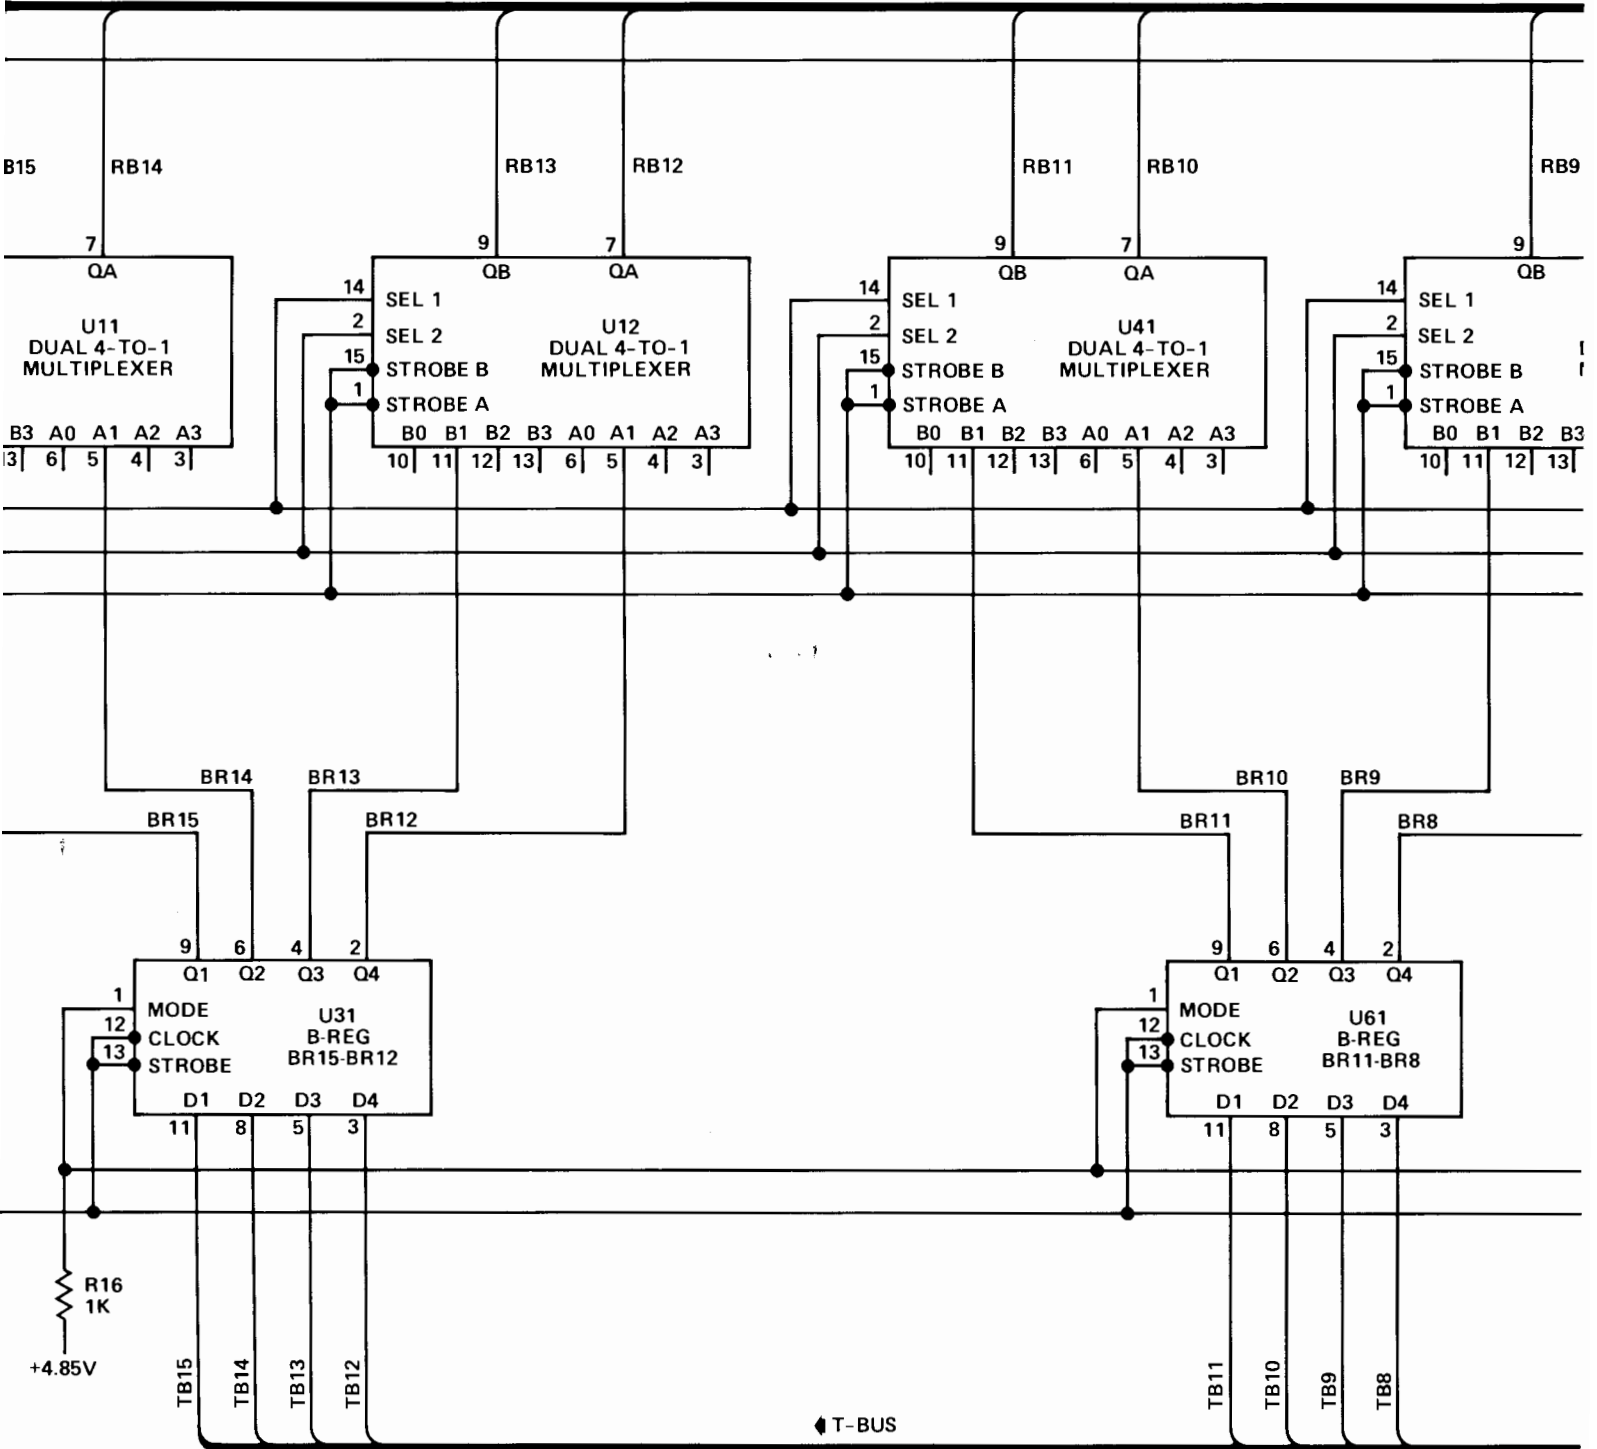 B15 RB14 RB13 RB12 RB11 RB10 RB9
7 9 7 9 7 9
QA QB QA QB QA QB
14 SEL 1 14 SEL 1 14 SEL 1
2 SEL 2 2 SEL 2 2 SEL 2
15 STROBE B 15 STROBE B 15 STROBE B
1 STROBE A 1 STROBE A 1 STROBE A
U11
DUAL 4-TO-1
MULTIPLEXER
U12
DUAL 4-TO-1
MULTIPLEXER
U41
DUAL 4-TO-1
MULTIPLEXER
B3 A0 A1 A2 A3 B0 B1 B2 B3 A0 A1 A2 A3 B0 B1 B2 B3 A0 A1 A2 A3 B0 B1 B2 B3
13 6 5 4 3 10 11 12 13 6 5 4 3 10 11 12 13 6 5 4 3 10 11 12 13
BR14 BR13 BR10 BR9
BR15 BR12 BR11 BR8
9 6 4 2 9 6 4 2
Q1 Q2 Q3 Q4 Q1 Q2 Q3 Q4
1 MODE 1 MODE
12 CLOCK 12 CLOCK
13 STROBE 13 STROBE
U31
B-REG
BR15-BR12
U61
B-REG
BR11-BR8
D1 D2 D3 D4 D1 D2 D3 D4
11 8 5 3 11 8 5 3
R16
1K
+4.85V
TB15 TB14 TB13 TB12 TB11 TB10 TB9 TB8
T-BUS